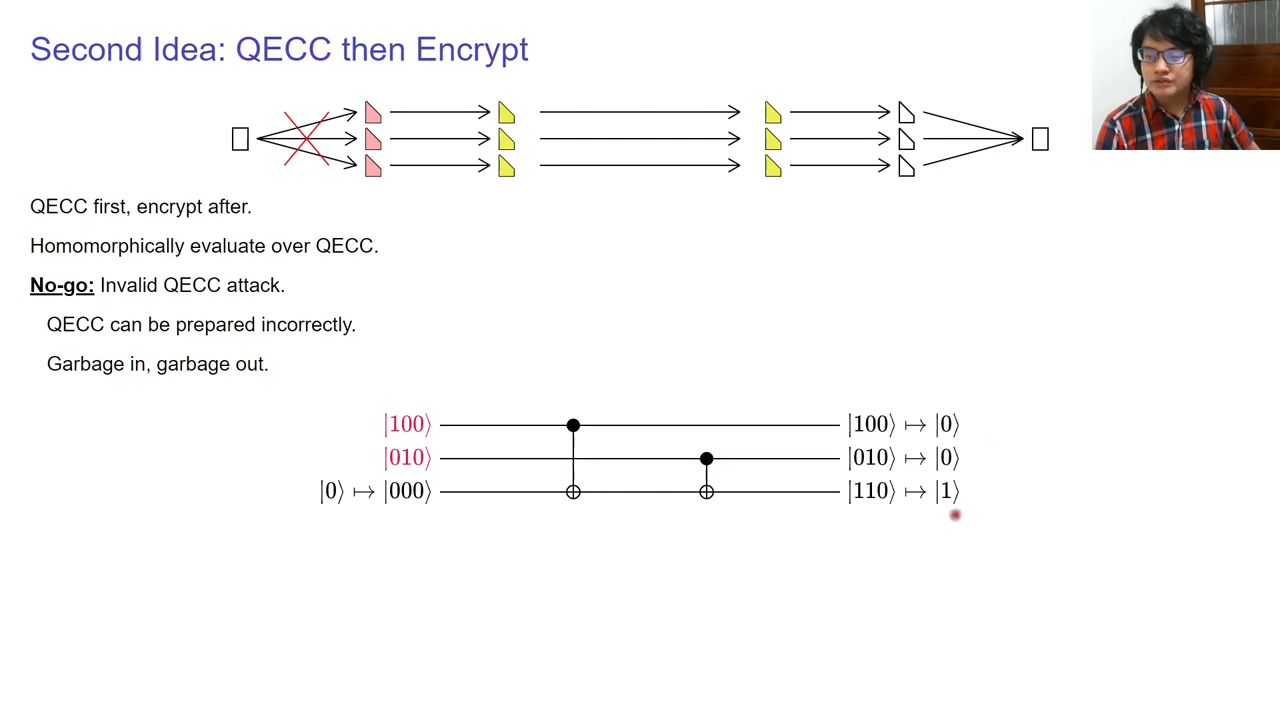 Second Idea: QECC then Encrypt
QECC first, encrypt after.
Homomorphically evaluate over QECC.
No-go: Invalid QECC attack.
QECC can be prepared incorrectly.
Garbage in, garbage out.
|100⟩ |100⟩ ↦ |0⟩
|010⟩ |010⟩ ↦ |0⟩
|0⟩ ↦ |000⟩ |110⟩ ↦ |1⟩